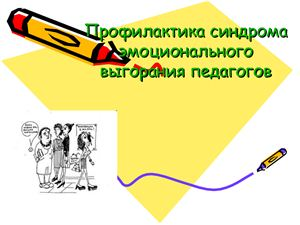 Профилактика синдрома
эмоционального
выгорания педагогов